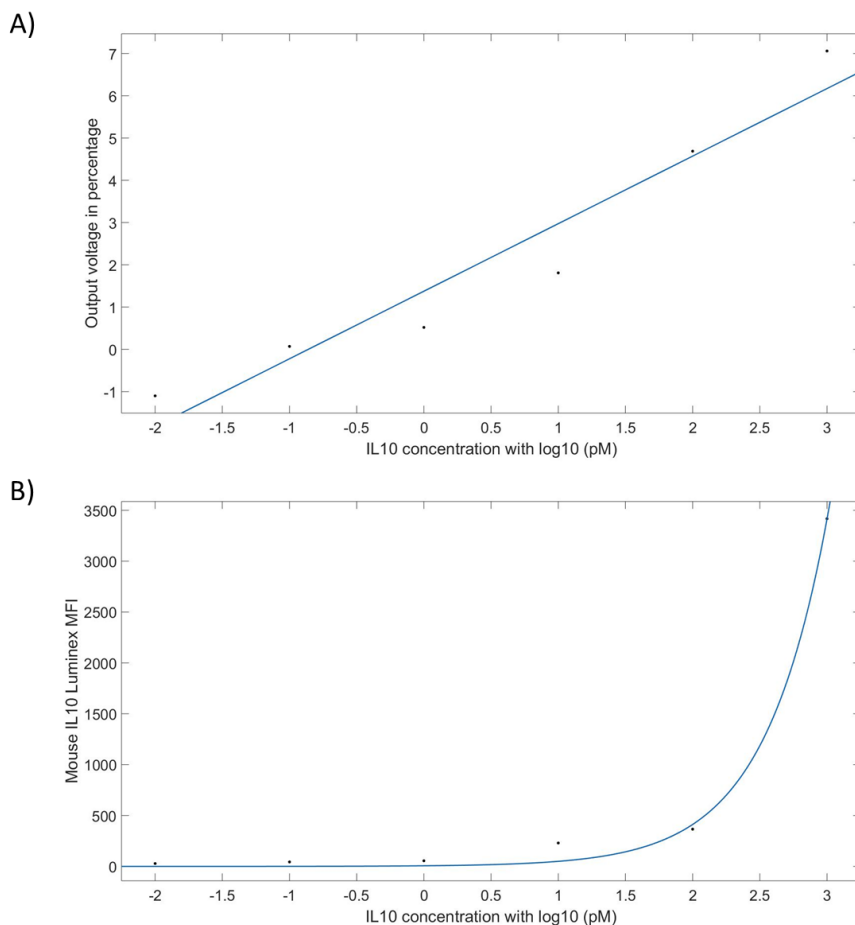 A)
Output voltage in percentage
7
6
5
4
3
2
1
0
-1
-2 -1.5 -1 -0.5 0 0.5 1 1.5 2 2.5 3
IL10 concentration with log10 (pM)
B)
Mouse IL10 Luminex MFI
3500
3000
2500
2000
1500
1000
500
0
-2 -1.5 -1 -0.5 0 0.5 1 1.5 2 2.5 3
IL10 concentration with log10 (pM)